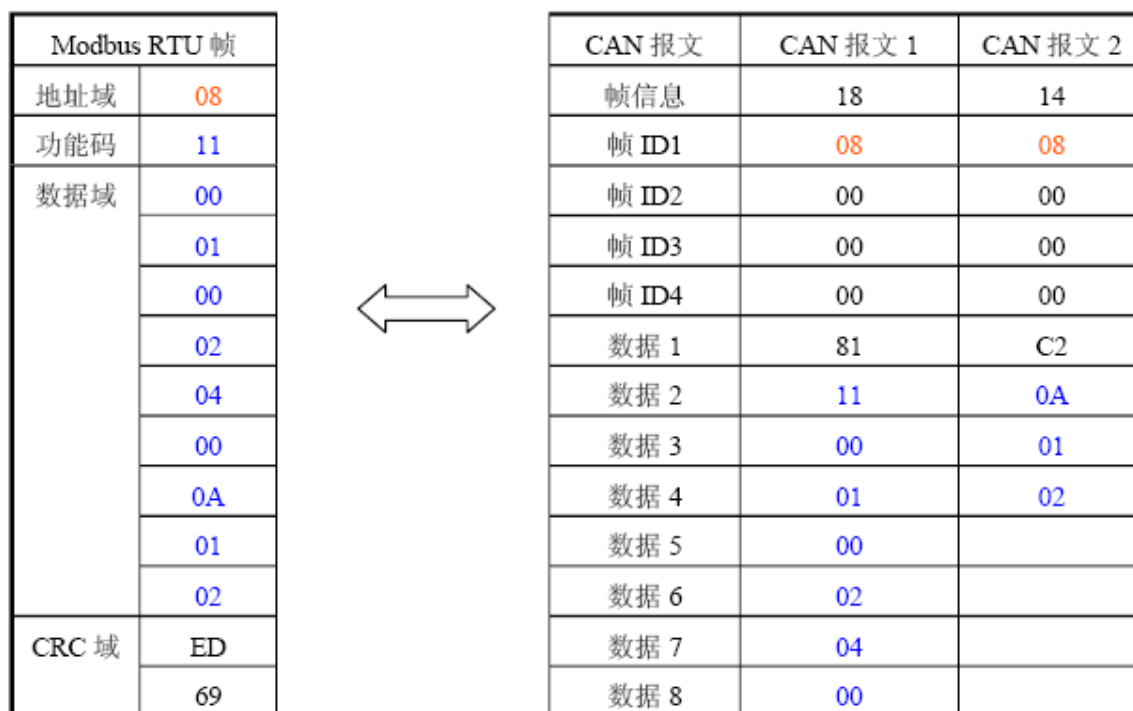 Modbus RTU 帧 CAN 报文 CAN 报文 1 CAN 报文 2
地址域 08 帧信息 18 14
功能码 11 帧 ID1 08 08
数据域 00 帧 ID2 00 00
01 帧 ID3 00 00
00 帧 ID4 00 00
02 数据 1 81 C2
04 数据 2 11 0A
00 数据 3 00 01
0A 数据 4 01 02
01 数据 5 00
02 数据 6 02
CRC 域 ED 数据 7 04
69 数据 8 00